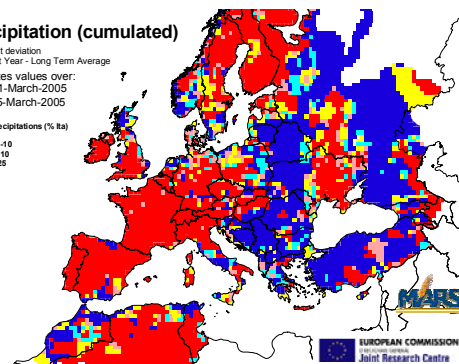 cipitation (cumulated)
t deviation
t Year - Long Term Average
tes values over:
1-March-2005
5-March-2005
ecipitations (% lta)
-10
10
25
MARS
EUROPEAN COMMISSION
Joint Research Centre